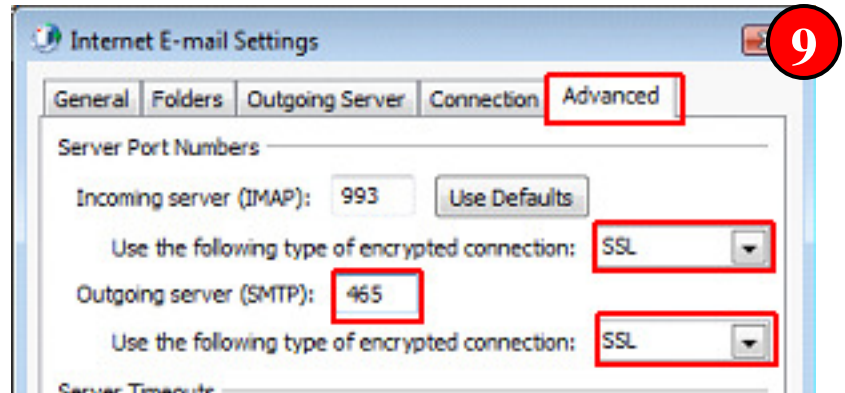 Internet E-mail Settings
9
General Folders Outgoing Server Connection Advanced
Server Port Numbers
Incoming server (IMAP): 993 Use Defaults
Use the following type of encrypted connection: SSL
Outgoing server (SMTP): 465
Use the following type of encrypted connection: SSL
Server Timeouts